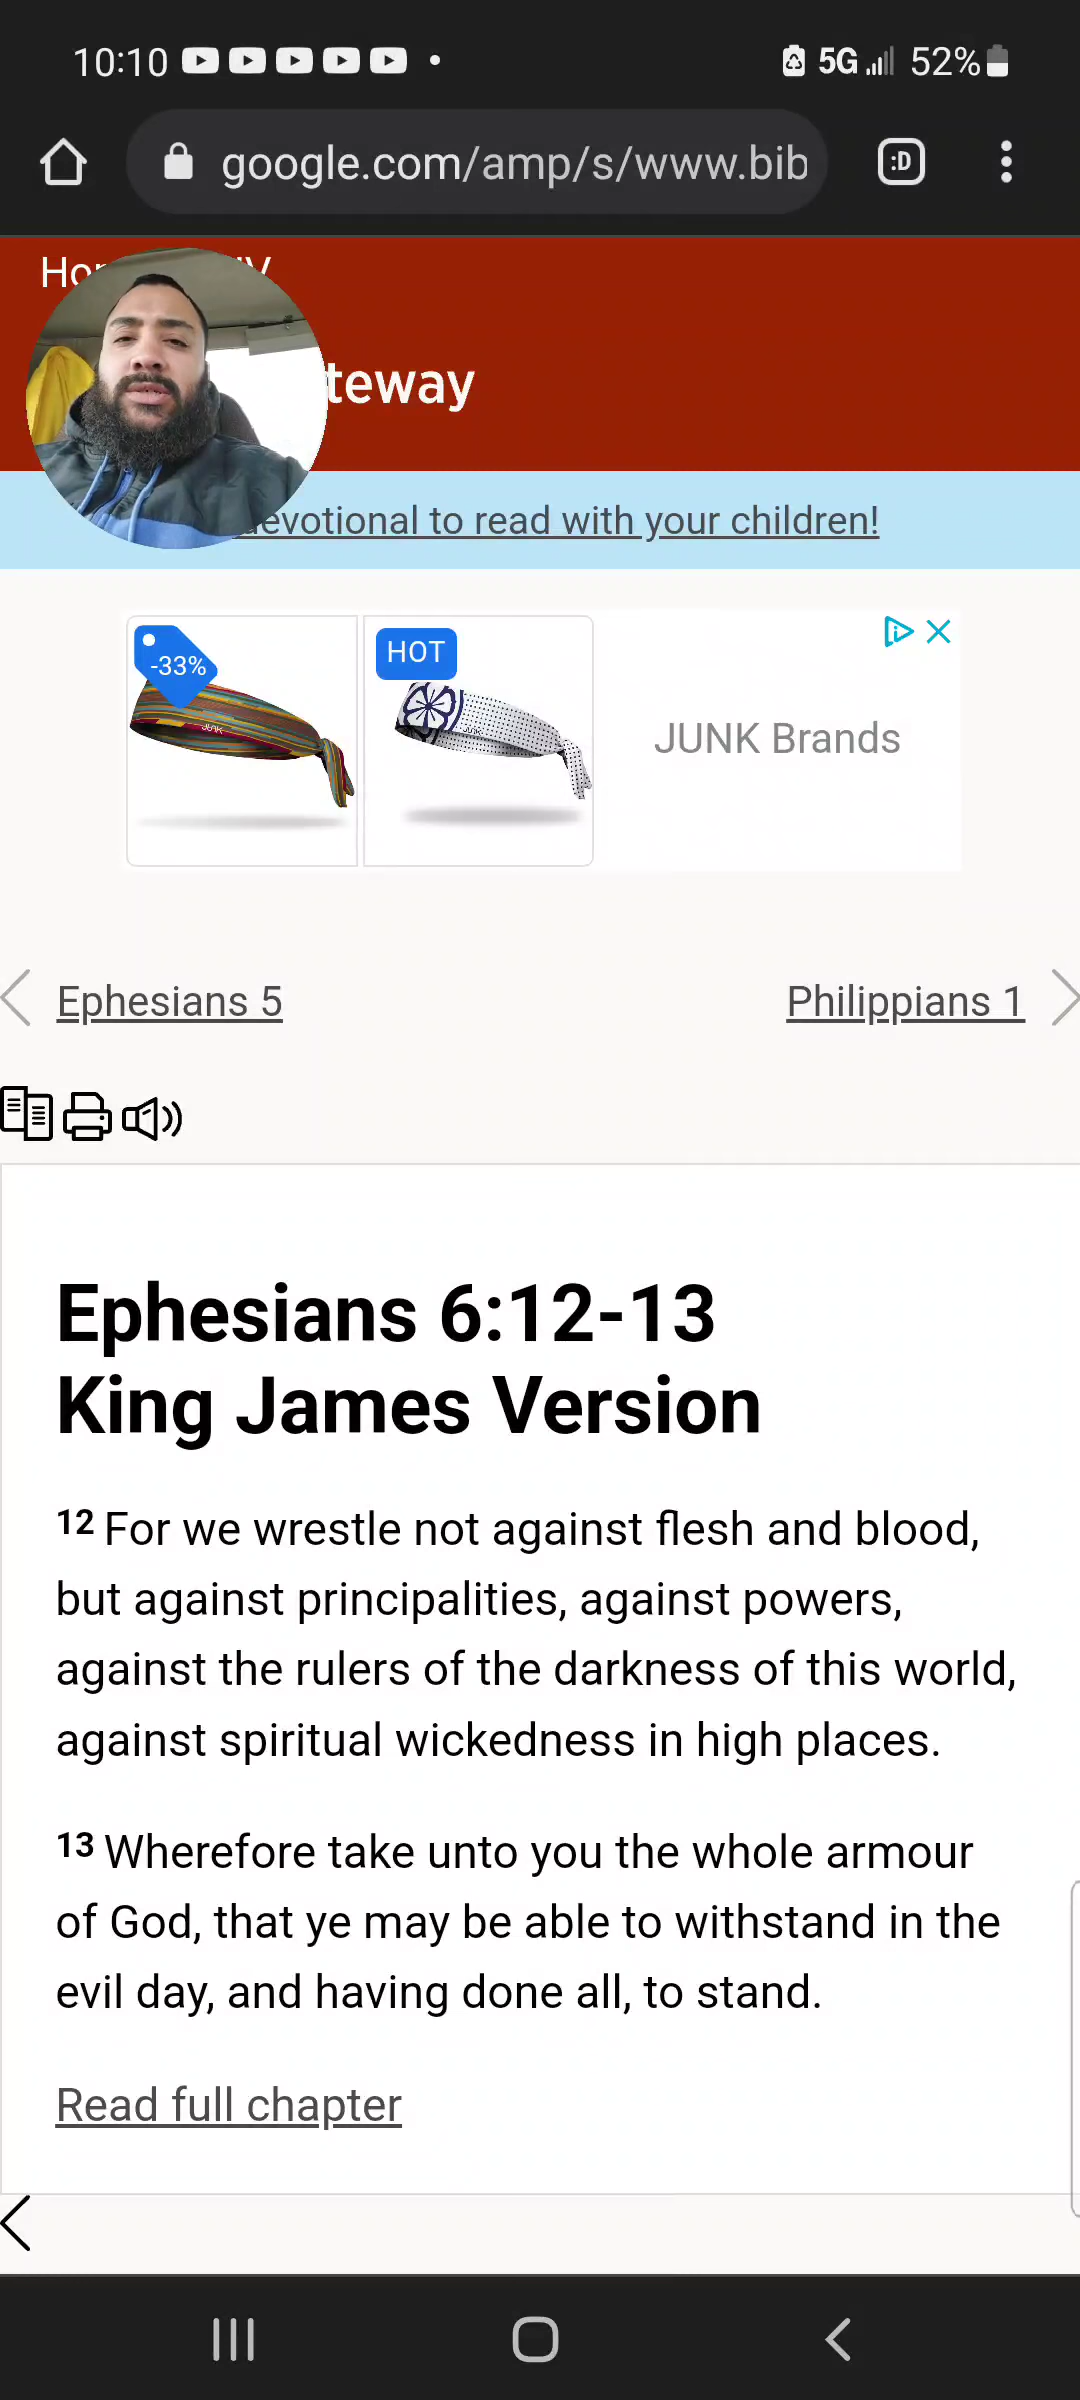 10:10 5G 52%
google.com/amp/s/www.bib :D
teway
evotional to read with your children!
-33% HOT
JUNK Brands
JUNK JUNK
Ephesians 5 Philippians 1
Ephesians 6:12-13
King James Version
12 For we wrestle not against flesh and blood,
but against principalities, against powers,
against the rulers of the darkness of this world,
against spiritual wickedness in high places.
13 Wherefore take unto you the whole armour
of God, that ye may be able to withstand in the
evil day, and having done all, to stand.
Read full chapter